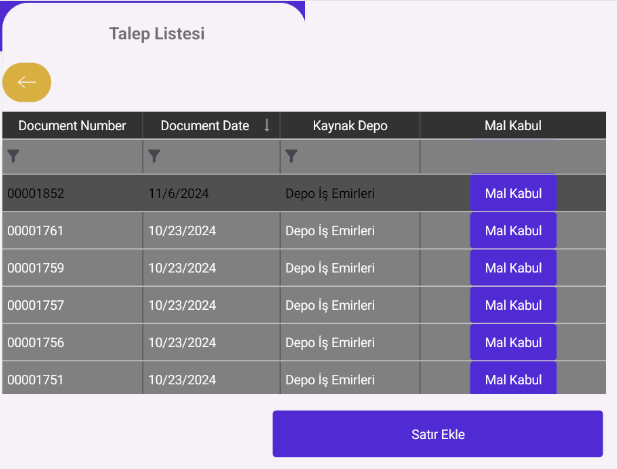 Talep Listesi
Document Number Document Date Kaynak Depo Mal Kabul
00001852 11/6/2024 Depo İş Emirleri Mal Kabul
00001761 10/23/2024 Depo İş Emirleri Mal Kabul
00001759 10/23/2024 Depo İş Emirleri Mal Kabul
00001757 10/23/2024 Depo İş Emirleri Mal Kabul
00001756 10/23/2024 Depo İş Emirleri Mal Kabul
00001751 10/23/2024 Depo İş Emirleri Mal Kabul
Satır Ekle